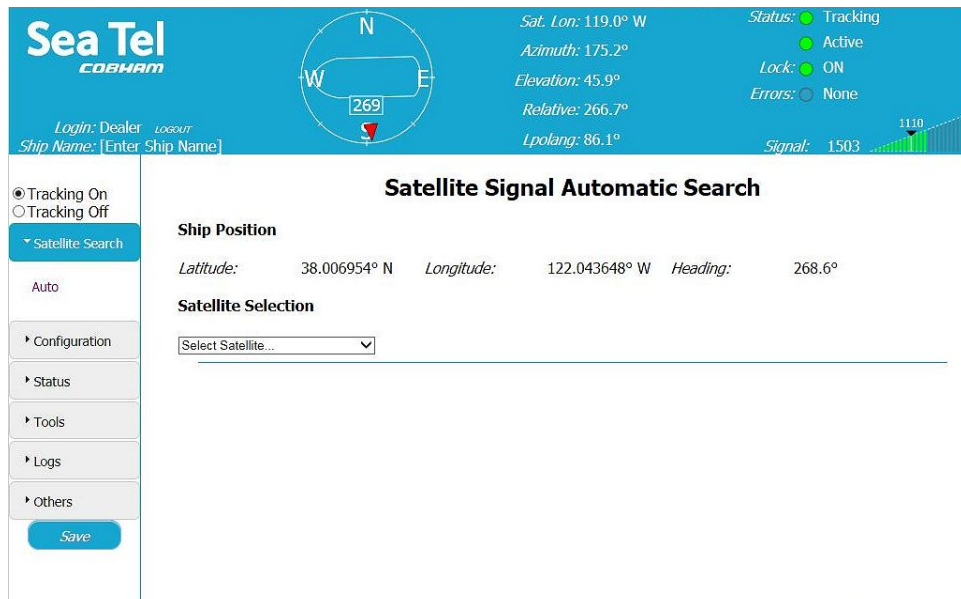 Sea Tel
COBHAM
Login: Dealer LOGOUT
Ship Name: [Enter Ship Name]
N
W
E
269
S
Sat. Lon: 119.0° W
Azimuth: 175.2°
Elevation: 45.9°
Relative: 266.7°
Lpolang: 86.1°
Status: Tracking
Active
Lock: ON
Errors: None
1110
Signal: 1503
Tracking On
Tracking Off
Satellite Search
Auto
Configuration
Status
Tools
Logs
Others
Save
Satellite Signal Automatic Search
Ship Position
Latitude: 38.006954° N Longitude: 122.043648° W Heading: 268.6°
Satellite Selection
Select Satellite...